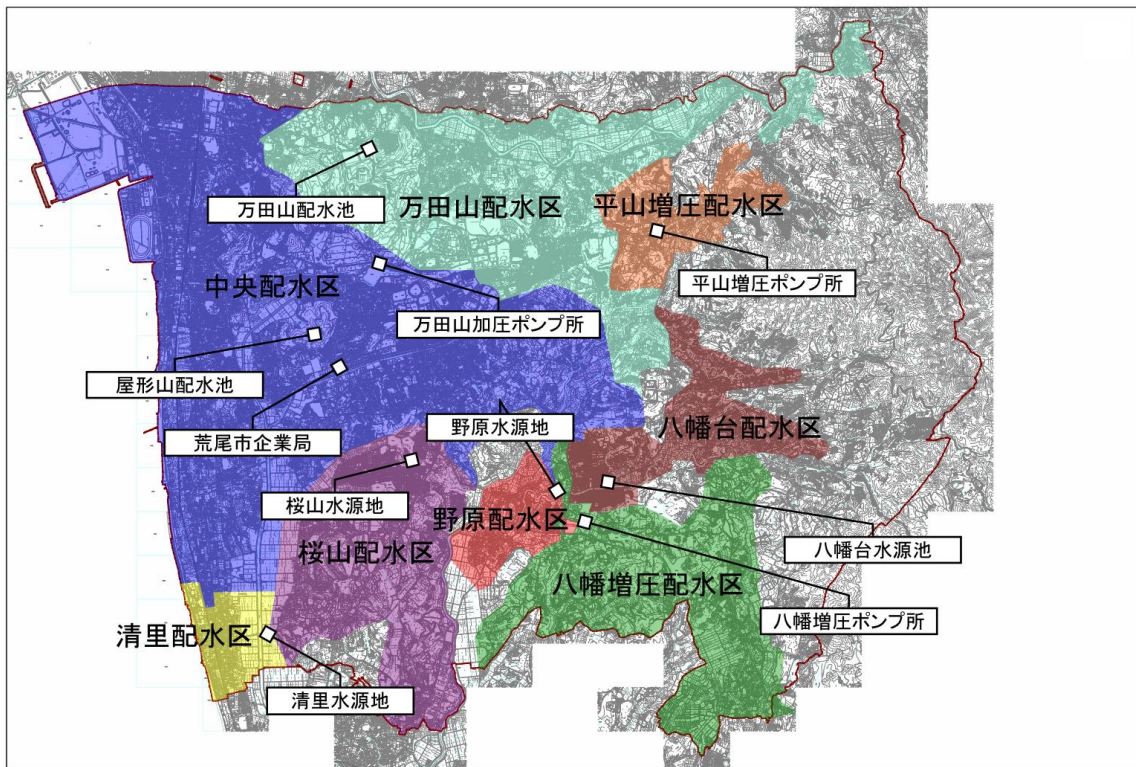 万田山配水池
万田山配水区
平山増圧配水区
平山増圧ポンプ所
中央配水区
万田山加圧ポンプ所
屋形山配水池
荒尾市企業局
野原水源地
八幡台配水区
桜山水源地
野原配水区
八幡台水源池
桜山配水区
八幡増圧配水区
八幡増圧ポンプ所
清里配水区
清里水源地